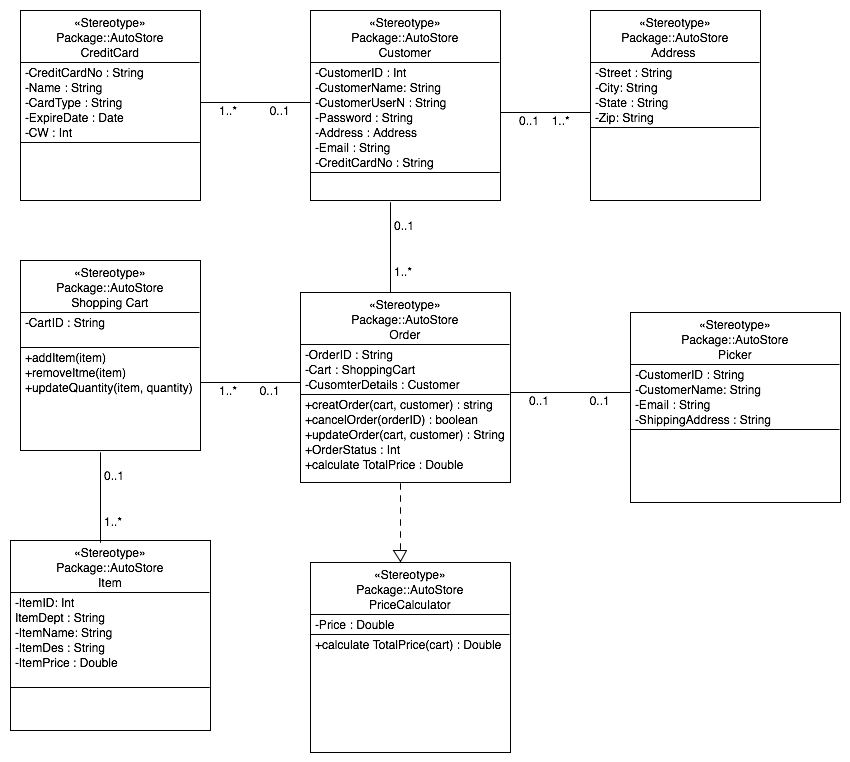 «Stereotype»
Package::AutoStore
CreditCard
-CreditCardNo : String
-Name : String
-CardType : String
-ExpireDate : Date
-CW : Int
1..*
0..1
«Stereotype»
Package::AutoStore
Customer
-CustomerID : Int
-CustomerName: String
-CustomerUserN : String
-Password : String
-Address : Address
-Email : String
-CreditCardNo : String
0..1
1..*
«Stereotype»
Package::AutoStore
Address
-Street : String
-City: String
-State : String
-Zip: String
0..1
1..*
«Stereotype»
Package::AutoStore
Shopping Cart
-CartID : String
+addItem(item)
+removeItme(item)
+updateQuantity(item, quantity)
1..*
0..1
«Stereotype»
Package::AutoStore
Order
-OrderID : String
-Cart : ShoppingCart
-CusomterDetails : Customer
+creatOrder(cart, customer) : string
+cancelOrder(orderID) : boolean
+updateOrder(cart, customer) : String
+OrderStatus : Int
+calculate TotalPrice : Double
0..1
0..1
«Stereotype»
Package::AutoStore
Picker
-CustomerID : String
-CustomerName: String
-Email : String
-ShippingAddress : String
0..1
1..*
«Stereotype»
Package::AutoStore
Item
-ItemID: Int
ItemDept : String
-ItemName: String
-ItemDes : String
-ItemPrice : Double
«Stereotype»
Package::AutoStore
PriceCalculator
-Price : Double
+calculate TotalPrice(cart) : Double